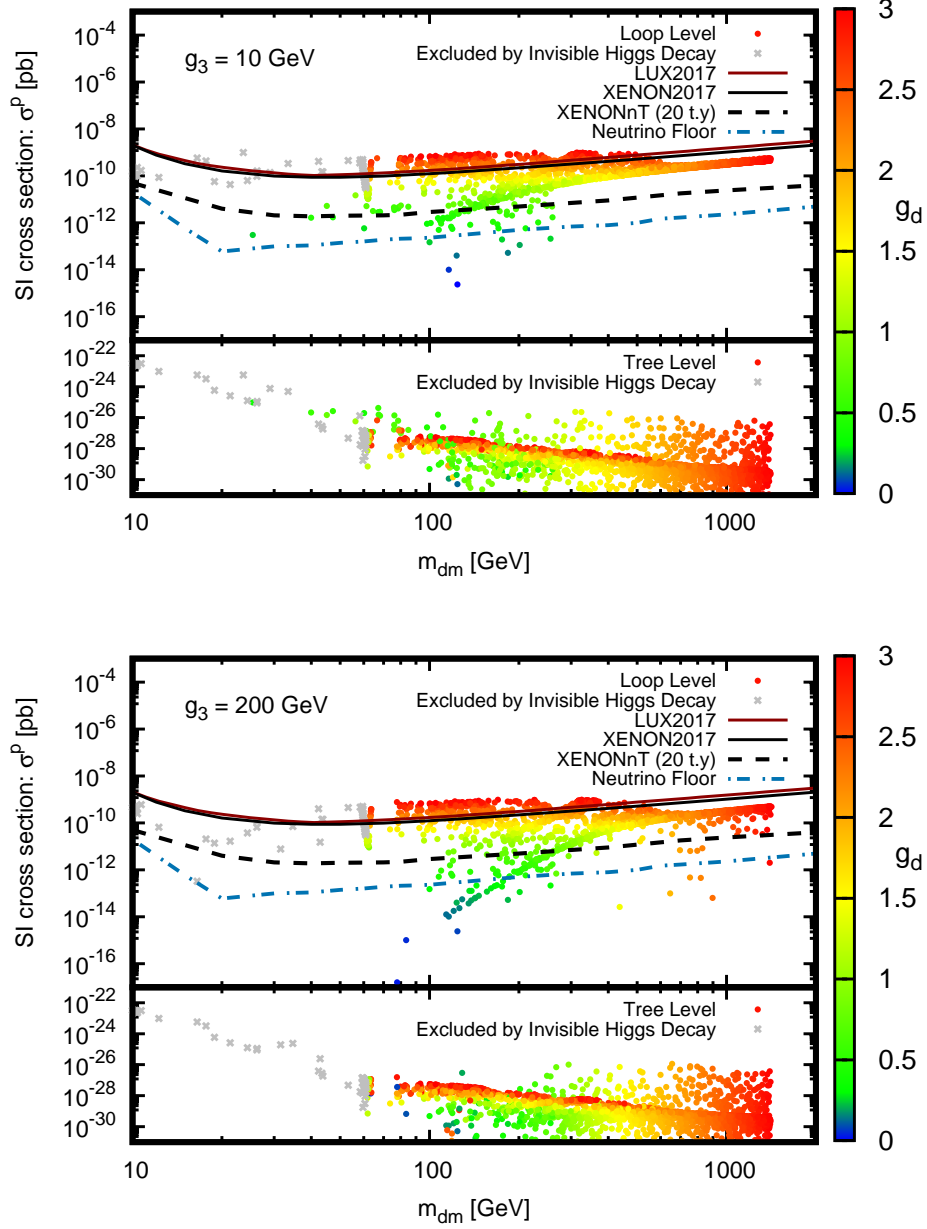 g3 = 10 GeV
Loop Level
Excluded by Invisible Higgs Decay
LUX2017
XENON2017
XENONnT (20 t.y)
Neutrino Floor
SI cross section: σ^p [pb]
10^-4
10^-6
10^-8
10^-10
10^-12
10^-14
10^-16
Tree Level
Excluded by Invisible Higgs Decay
10^-22
10^-24
10^-26
10^-28
10^-30
10 100 1000
m_dm [GeV]
3
2.5
2
1.5
1
0.5
0
g_d
g3 = 200 GeV
Loop Level
Excluded by Invisible Higgs Decay
LUX2017
XENON2017
XENONnT (20 t.y)
Neutrino Floor
SI cross section: σ^p [pb]
10^-4
10^-6
10^-8
10^-10
10^-12
10^-14
10^-16
Tree Level
Excluded by Invisible Higgs Decay
10^-22
10^-24
10^-26
10^-28
10^-30
10 100 1000
m_dm [GeV]
3
2.5
2
1.5
1
0.5
0
g_d